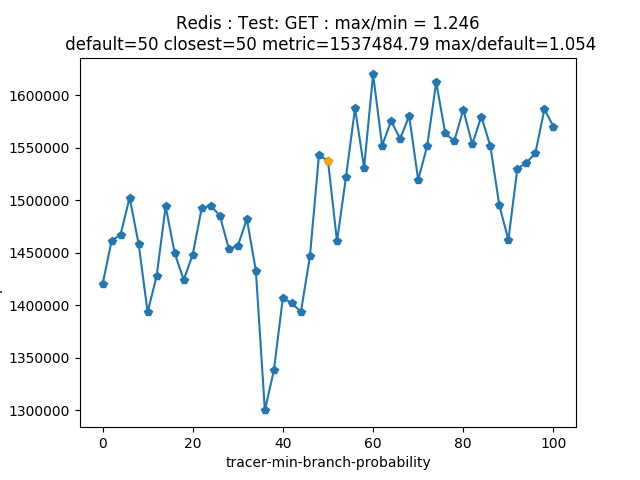 Redis : Test: GET : max/min = 1.246
default=50 closest=50 metric=1537484.79 max/default=1.054
1600000
1550000
1500000
1450000
1400000
1350000
1300000
0 20 40 60 80 100
tracer-min-branch-probability